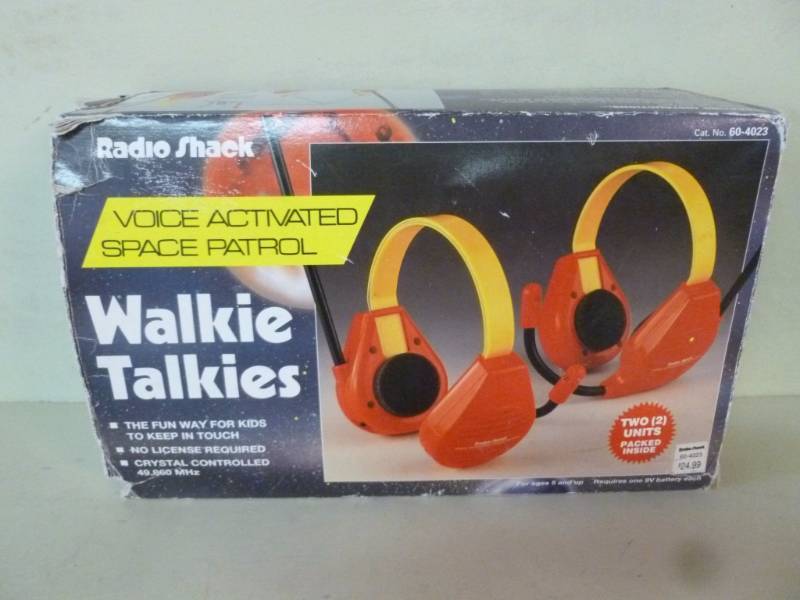 Radio Shack
Cat. No. 60-4023
VOICE ACTIVATED
SPACE PATROL
Walkie
Talkies
■ THE FUN WAY FOR KIDS
TO KEEP IN TOUCH
■ NO LICENSE REQUIRED
■ CRYSTAL CONTROLLED
49.860 MHz
TWO (2)
UNITS
PACKED
INSIDE
Radio Shack
60-4023
$24.99
For ages 5 and up Requires one 9V battery each